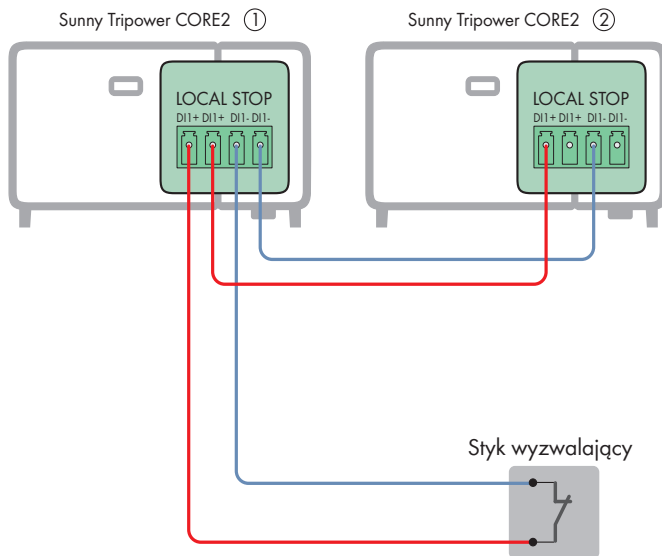 Sunny Tripower CORE2 ①
Sunny Tripower CORE2 ②
LOCAL STOP
DI1+ DI1+ DI1- DI1-
LOCAL STOP
DI1+ DI1+ DI1- DI1-
Styk wyzwalający